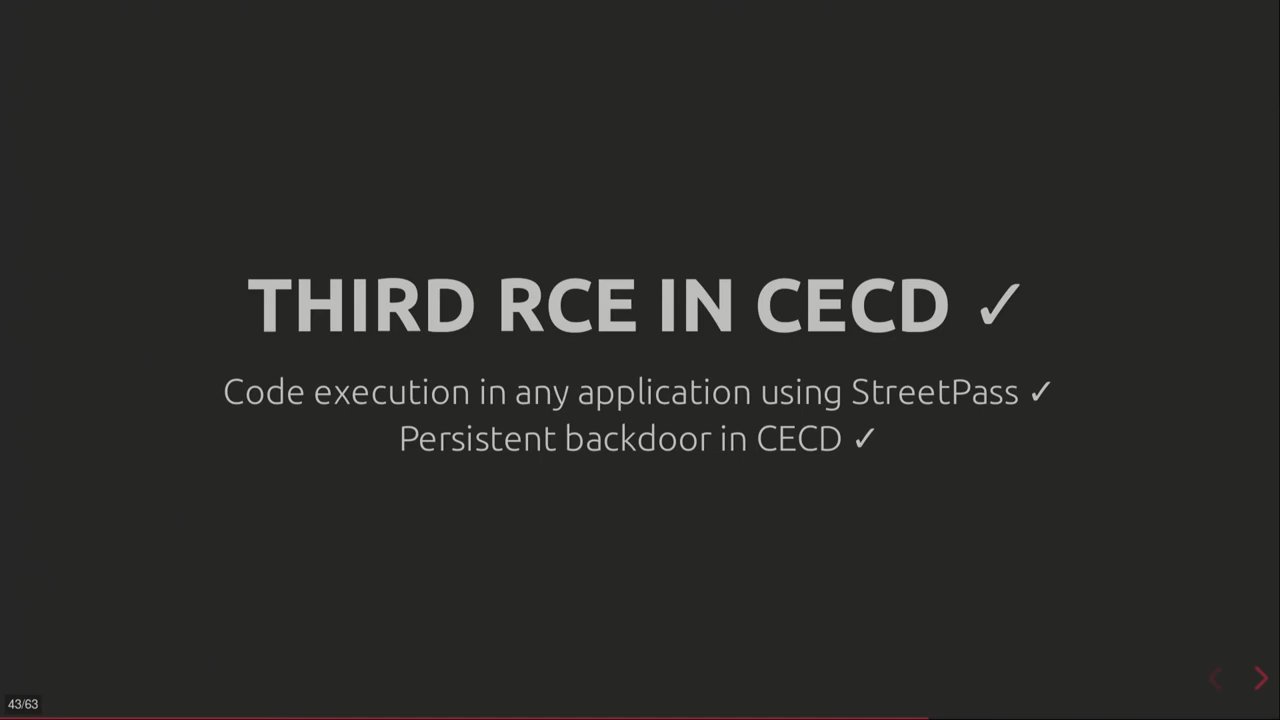 THIRD RCE IN CECD ✓
Code execution in any application using StreetPass ✓
Persistent backdoor in CECD ✓
43/63